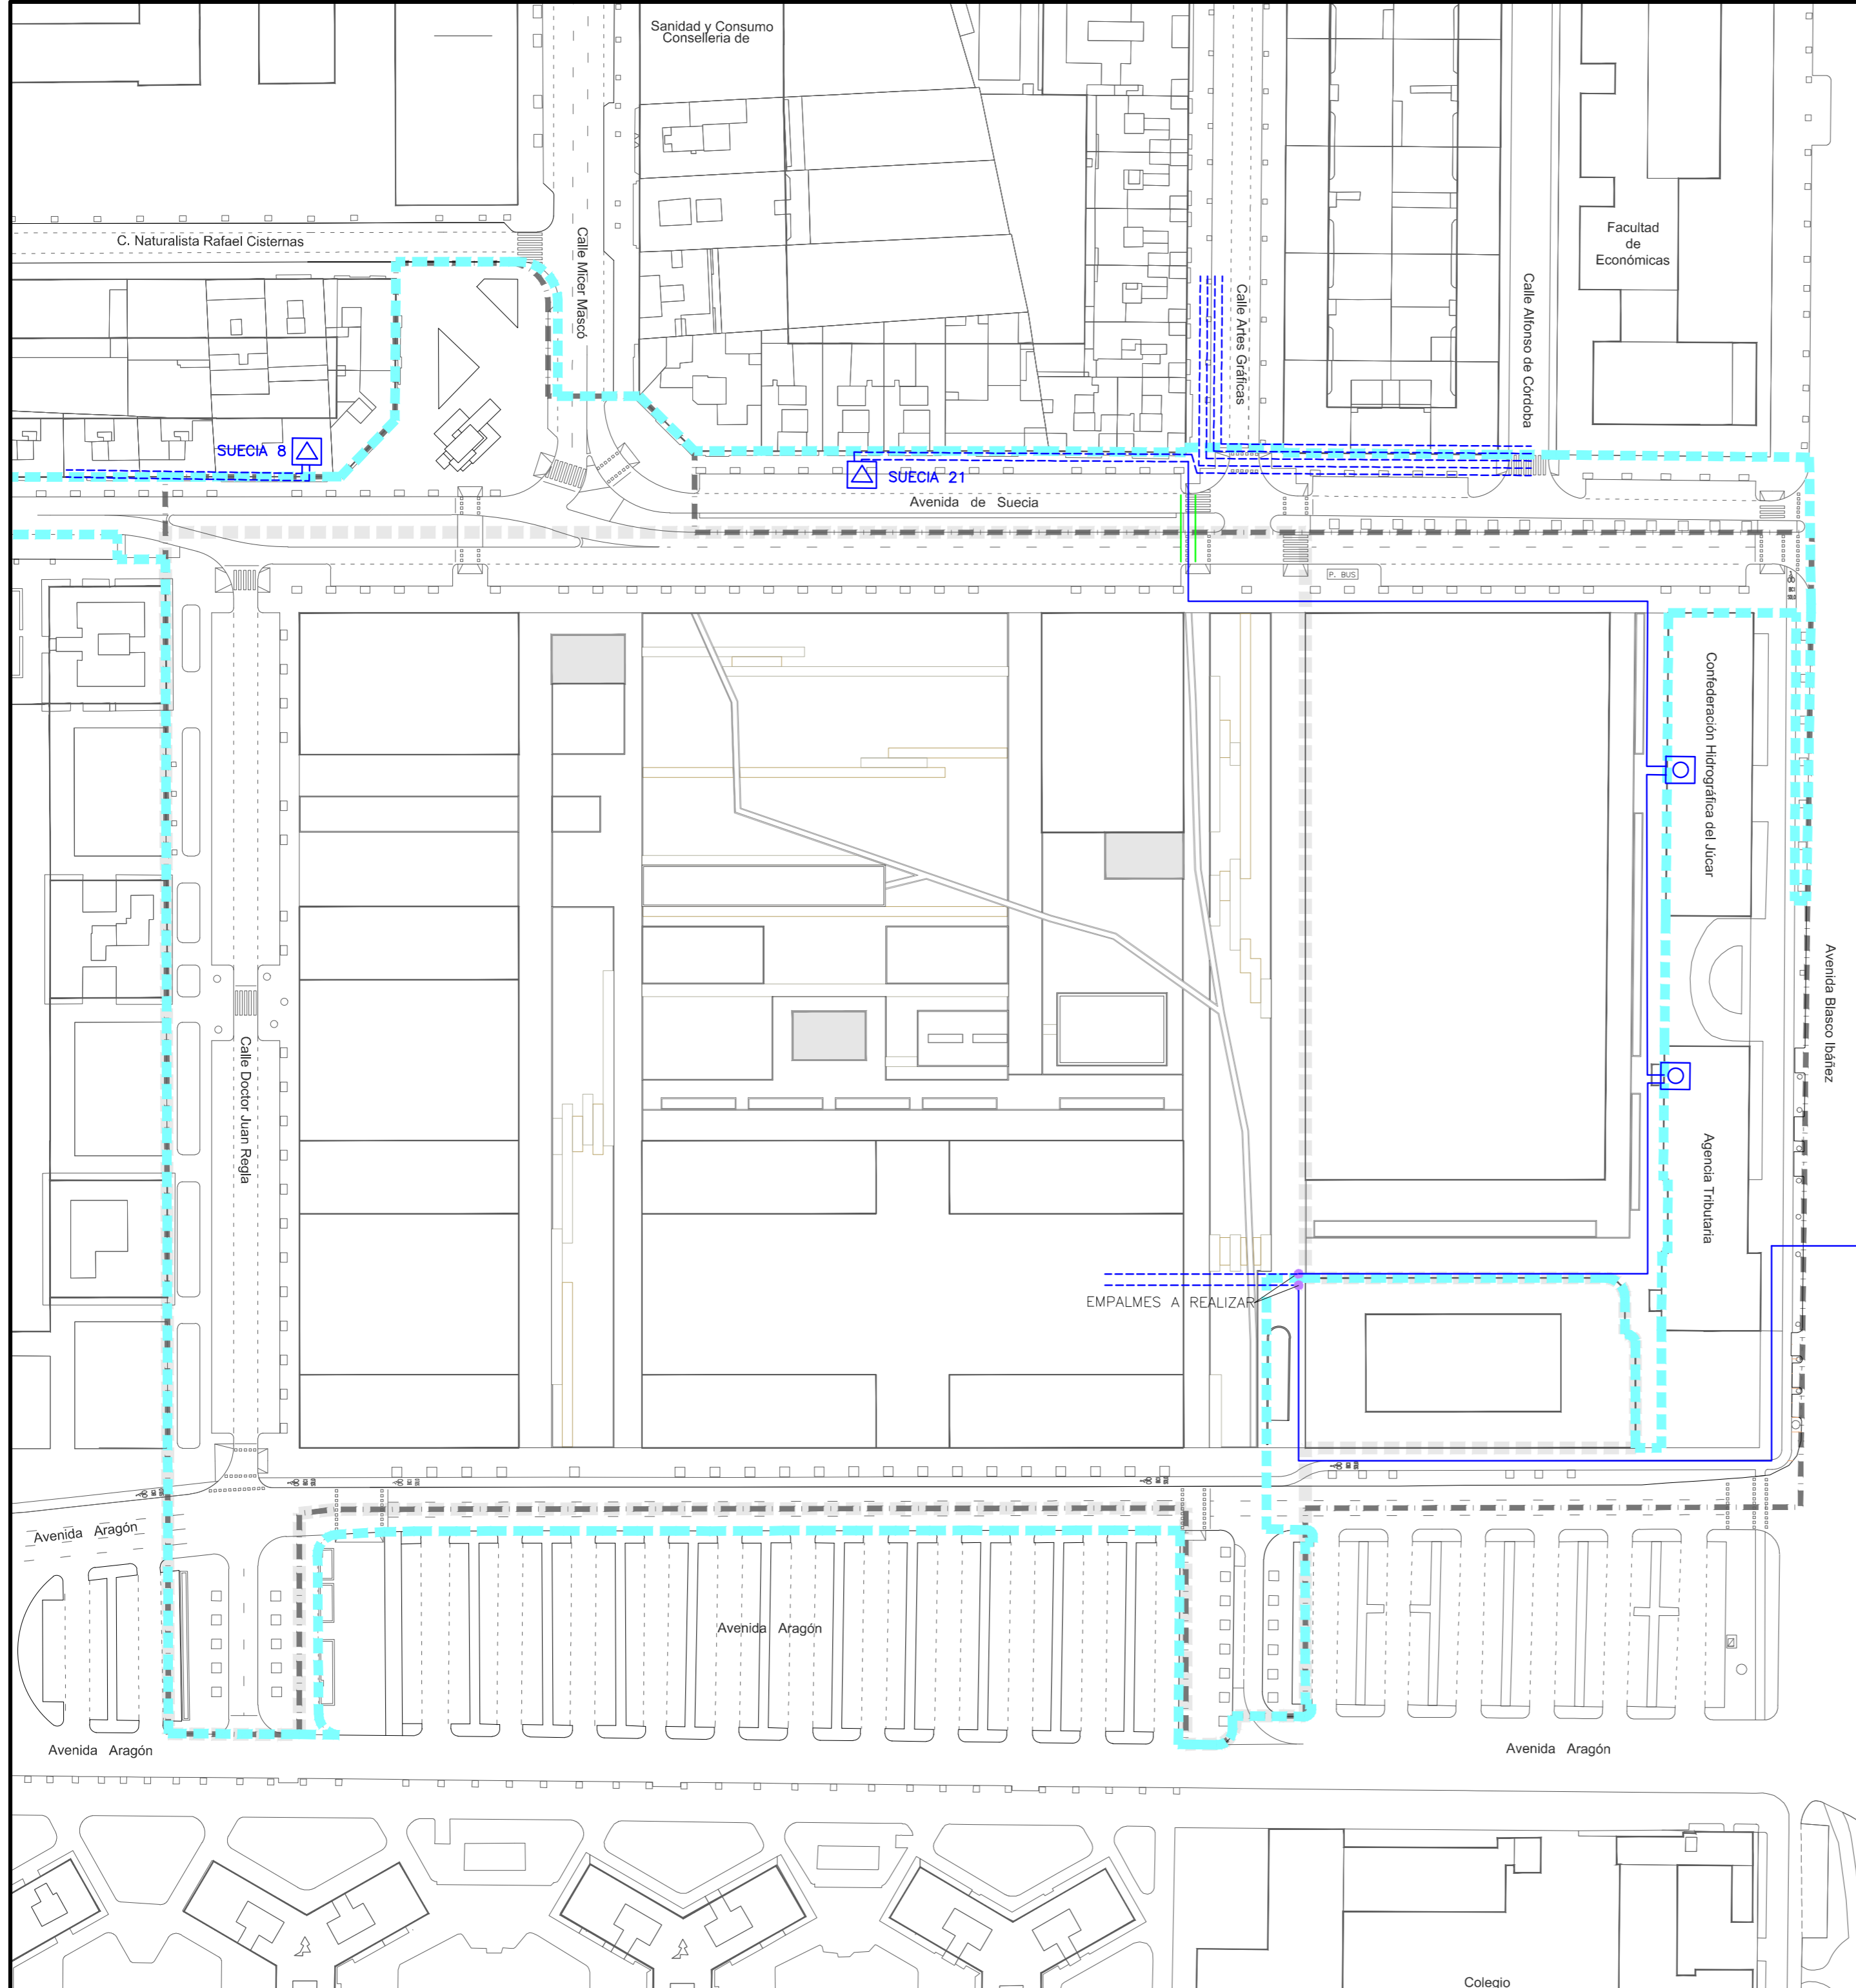 Sanidad y Consumo
Conselleria de
C. Naturalista Rafael Cisternas
Calle Micer Mascó
Calle Artes Gráficas
Calle Alfonso de Córdoba
Facultad
de
Económicas
SUECIA 8
SUECIA 21
Avenida de Suecia
P. BUS
Confederación Hidrográfica del Júcar
Avenida Blasco Ibáñez
Calle Doctor Juan Regla
Agencia Tributaria
EMPALMES A REALIZAR
Avenida Aragón
Avenida Aragón
Avenida Aragón
Avenida Aragón
Colegio